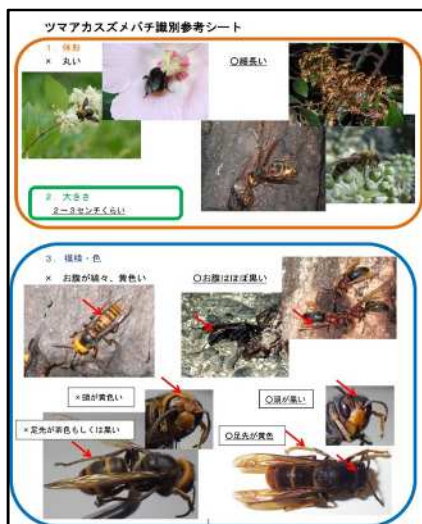 ツマアカスズメバチ識別参考シート
1．体形
× 丸い
○細長い
2．大きさ
2～3センチくらい
3．模様・色
× お腹が縞々、黄色い
○お腹はほぼ黒い
×頭が黄色い
○頭が黒い
×足先が茶色もしくは黒い
○足先が黄色